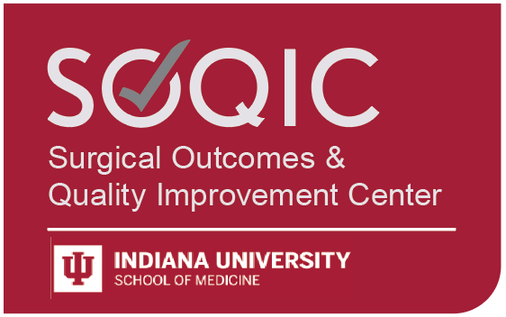 SOQIC
Surgical Outcomes &
Quality Improvement Center
INDIANA UNIVERSITY
SCHOOL OF MEDICINE